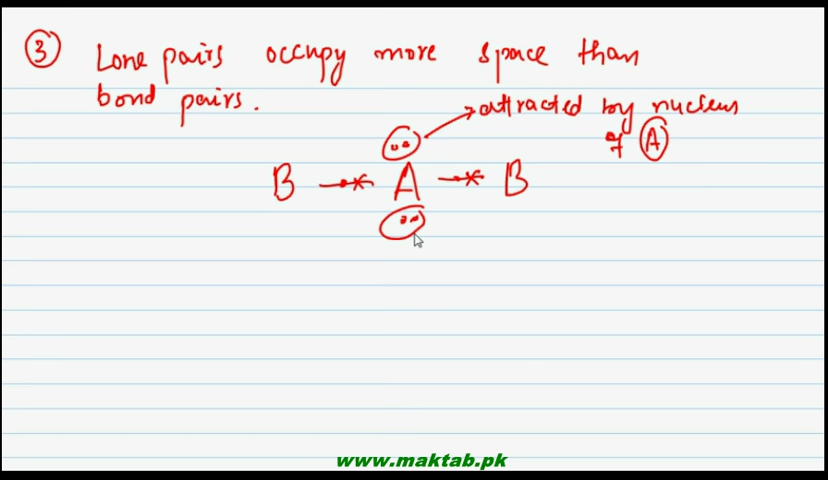 3 Lone pairs occupy more space than
bond pairs.
attracted by nucleus
of A
B A B
www.maktab.pk